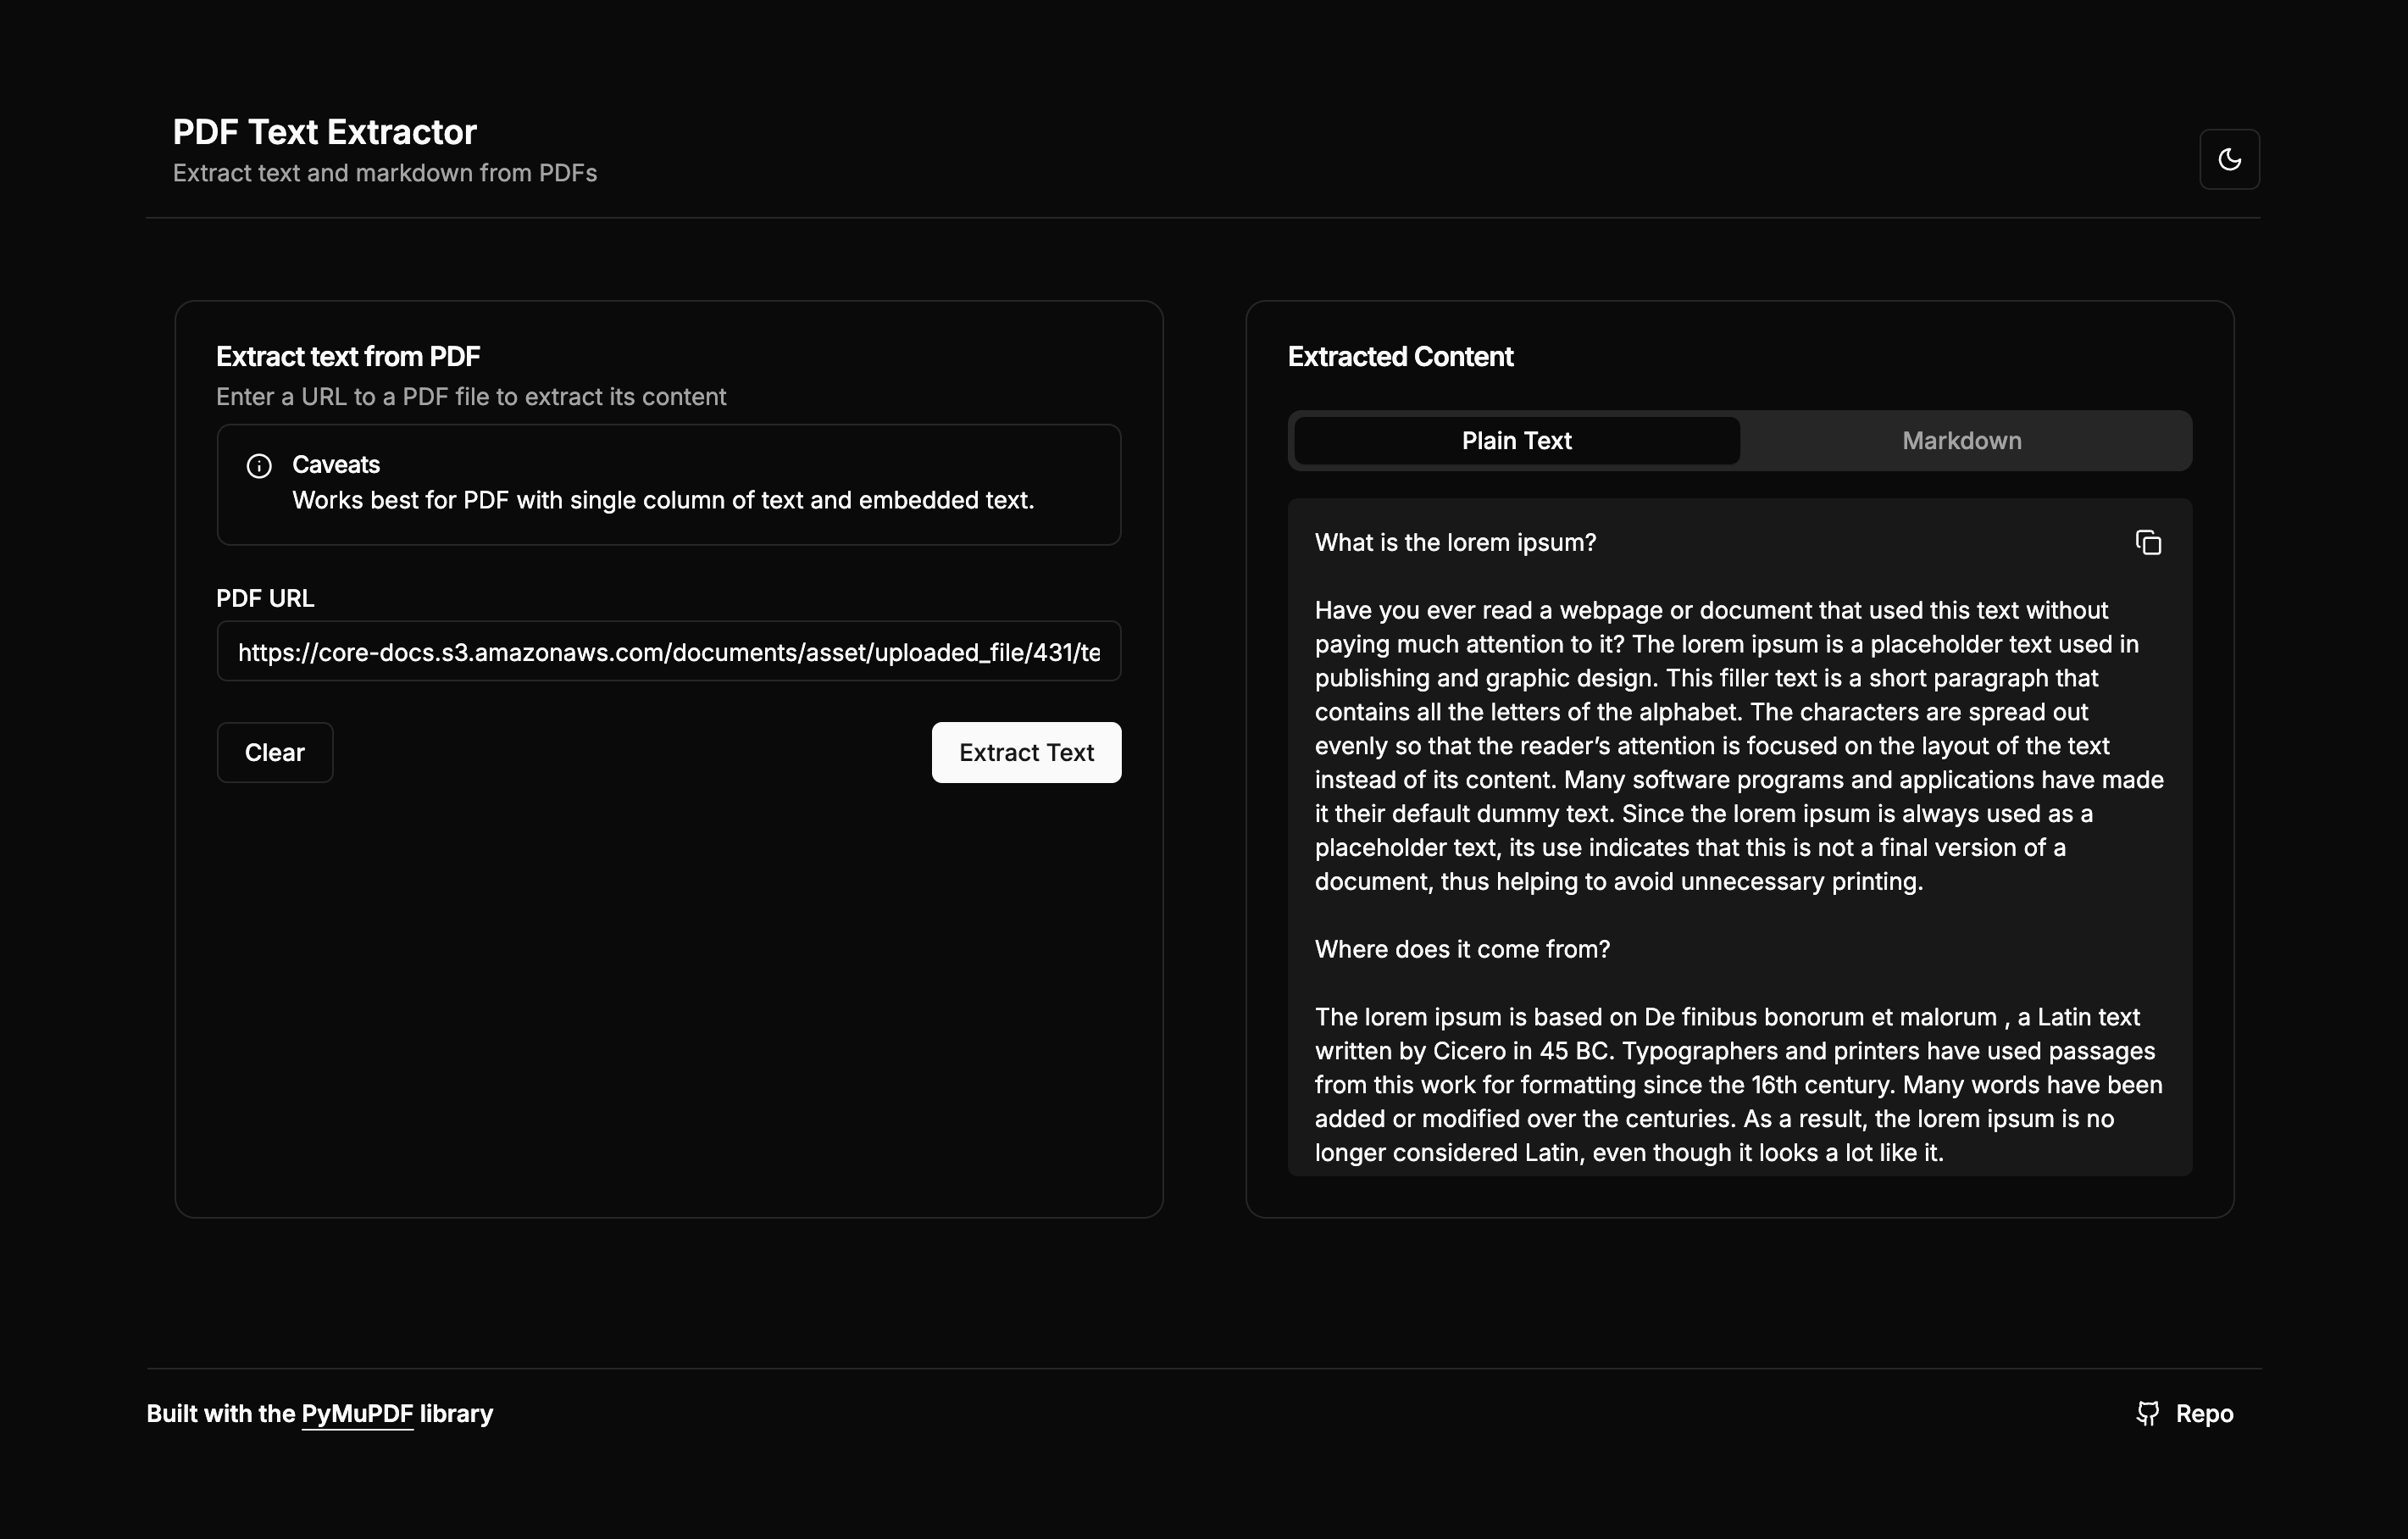 PDF Text Extractor
Extract text and markdown from PDFs
Extract text from PDF
Enter a URL to a PDF file to extract its content
Caveats
Works best for PDF with single column of text and embedded text.
PDF URL
https://core-docs.s3.amazonaws.com/documents/asset/uploaded_file/431/te
Clear
Extract Text
Extracted Content
Plain Text
Markdown
What is the lorem ipsum?
Have you ever read a webpage or document that used this text without
paying much attention to it? The lorem ipsum is a placeholder text used in
publishing and graphic design. This filler text is a short paragraph that
contains all the letters of the alphabet. The characters are spread out
evenly so that the reader’s attention is focused on the layout of the text
instead of its content. Many software programs and applications have made
it their default dummy text. Since the lorem ipsum is always used as a
placeholder text, its use indicates that this is not a final version of a
document, thus helping to avoid unnecessary printing.
Where does it come from?
The lorem ipsum is based on De finibus bonorum et malorum , a Latin text
written by Cicero in 45 BC. Typographers and printers have used passages
from this work for formatting since the 16th century. Many words have been
added or modified over the centuries. As a result, the lorem ipsum is no
longer considered Latin, even though it looks a lot like it.
Built with the PyMuPDF library
Repo